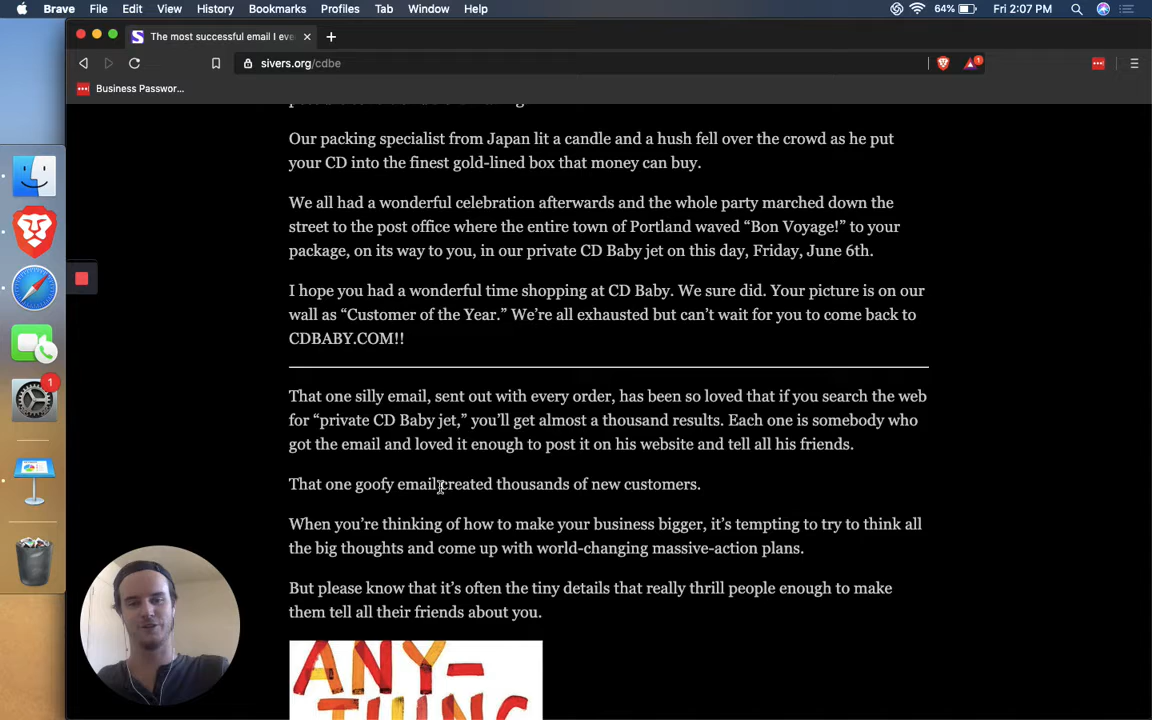 Brave File Edit View History Bookmarks Profiles Tab Window Help 64% Fri 2:07 PM
The most successful email I eve
sivers.org/cdbe
1
Business Passwor...
Our packing specialist from Japan lit a candle and a hush fell over the crowd as he put
your CD into the finest gold-lined box that money can buy.
We all had a wonderful celebration afterwards and the whole party marched down the
street to the post office where the entire town of Portland waved “Bon Voyage!” to your
package, on its way to you, in our private CD Baby jet on this day, Friday, June 6th.
I hope you had a wonderful time shopping at CD Baby. We sure did. Your picture is on our
wall as “Customer of the Year.” We’re all exhausted but can’t wait for you to come back to
CDBABY.COM!!
1
That one silly email, sent out with every order, has been so loved that if you search the web
for “private CD Baby jet,” you’ll get almost a thousand results. Each one is somebody who
got the email and loved it enough to post it on his website and tell all his friends.
That one goofy email created thousands of new customers.
When you’re thinking of how to make your business bigger, it’s tempting to try to think all
the big thoughts and come up with world-changing massive-action plans.
But please know that it’s often the tiny details that really thrill people enough to make
them tell all their friends about you.
ANY-
THING